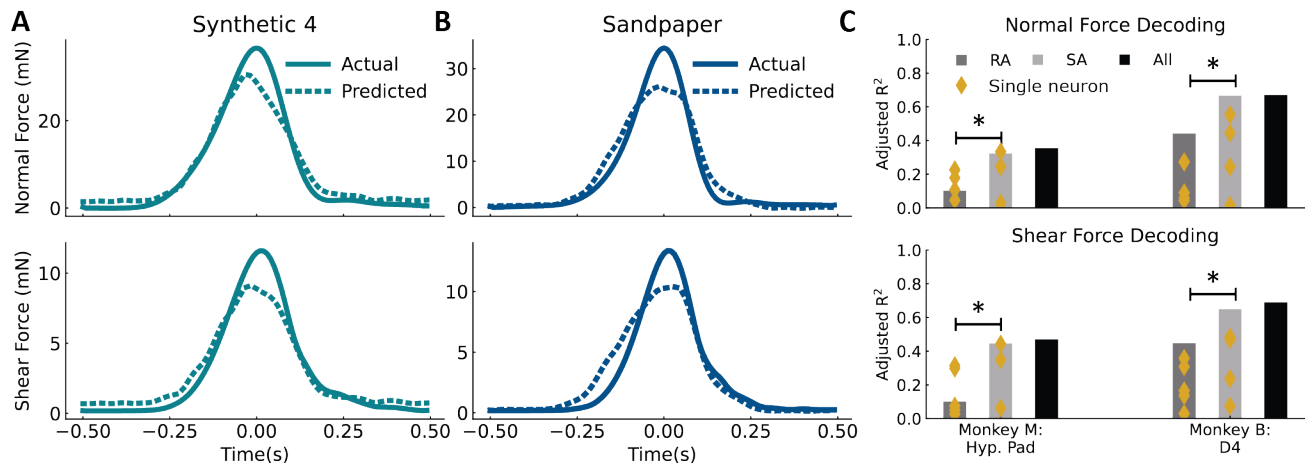 A
Synthetic 4
Normal Force (mN)
20
0
Actual
Predicted
Shear Force (mN)
10
5
0
−0.50
−0.25
0.00
0.25
0.50
Time(s)
B
Sandpaper
30
20
10
0
Actual
Predicted
10
5
0
−0.50
−0.25
0.00
0.25
0.50
Time(s)
C
Normal Force Decoding
Adjusted R²
1.0
0.8
0.6
0.4
0.2
0.0
RA SA All
Single neuron
*
*
Shear Force Decoding
Adjusted R²
1.0
0.8
0.6
0.4
0.2
0.0
*
*
Monkey M:
Hyp. Pad
Monkey B:
D4